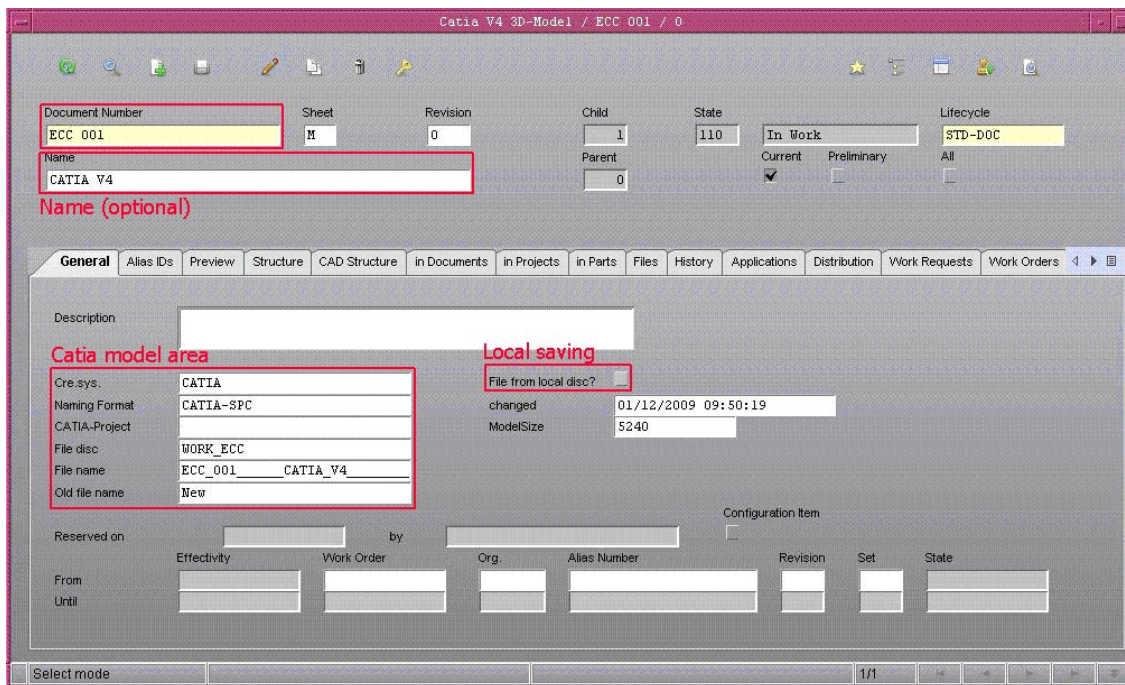 Catia V4 3D-Model / ECC 001 / 0
Document Number Sheet Revision Child State Lifecycle
ECC 001 M 0 1 110 In Work STD-DOC
Name Parent Current Preliminary All
CATIA V4 0
Name (optional)
General Alias IDs Preview Structure CAD Structure in Documents in Projects in Parts Files History Applications Distribution Work Requests Work Orders
Description
Catia model area Local saving
Cre.sys. CATIA File from local disc?
Naming Format CATIA-SPC changed 01/12/2009 09:50:19
CATIA-Project ModelSize 5240
File disc WORK_ECC
File name ECC_001______CATIA_V4_______
Old file name New
Configuration Item
Reserved on by
Effectivity Work Order Org. Alias Number Revision Set State
From
Until
Select mode 1/1